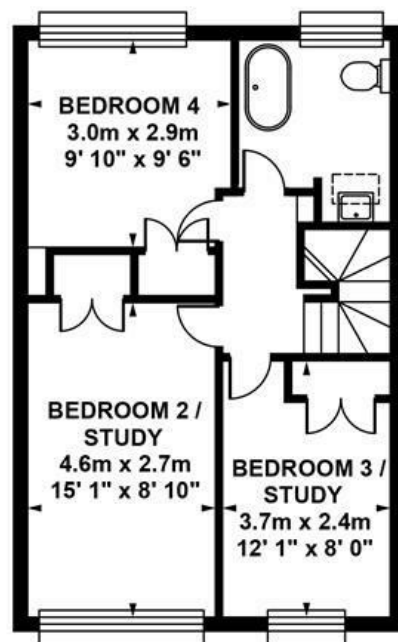 BEDROOM 4
3.0m x 2.9m
9' 10" x 9' 6"
BEDROOM 2 /
STUDY
4.6m x 2.7m
15' 1" x 8' 10"
BEDROOM 3 /
STUDY
3.7m x 2.4m
12' 1" x 8' 0"